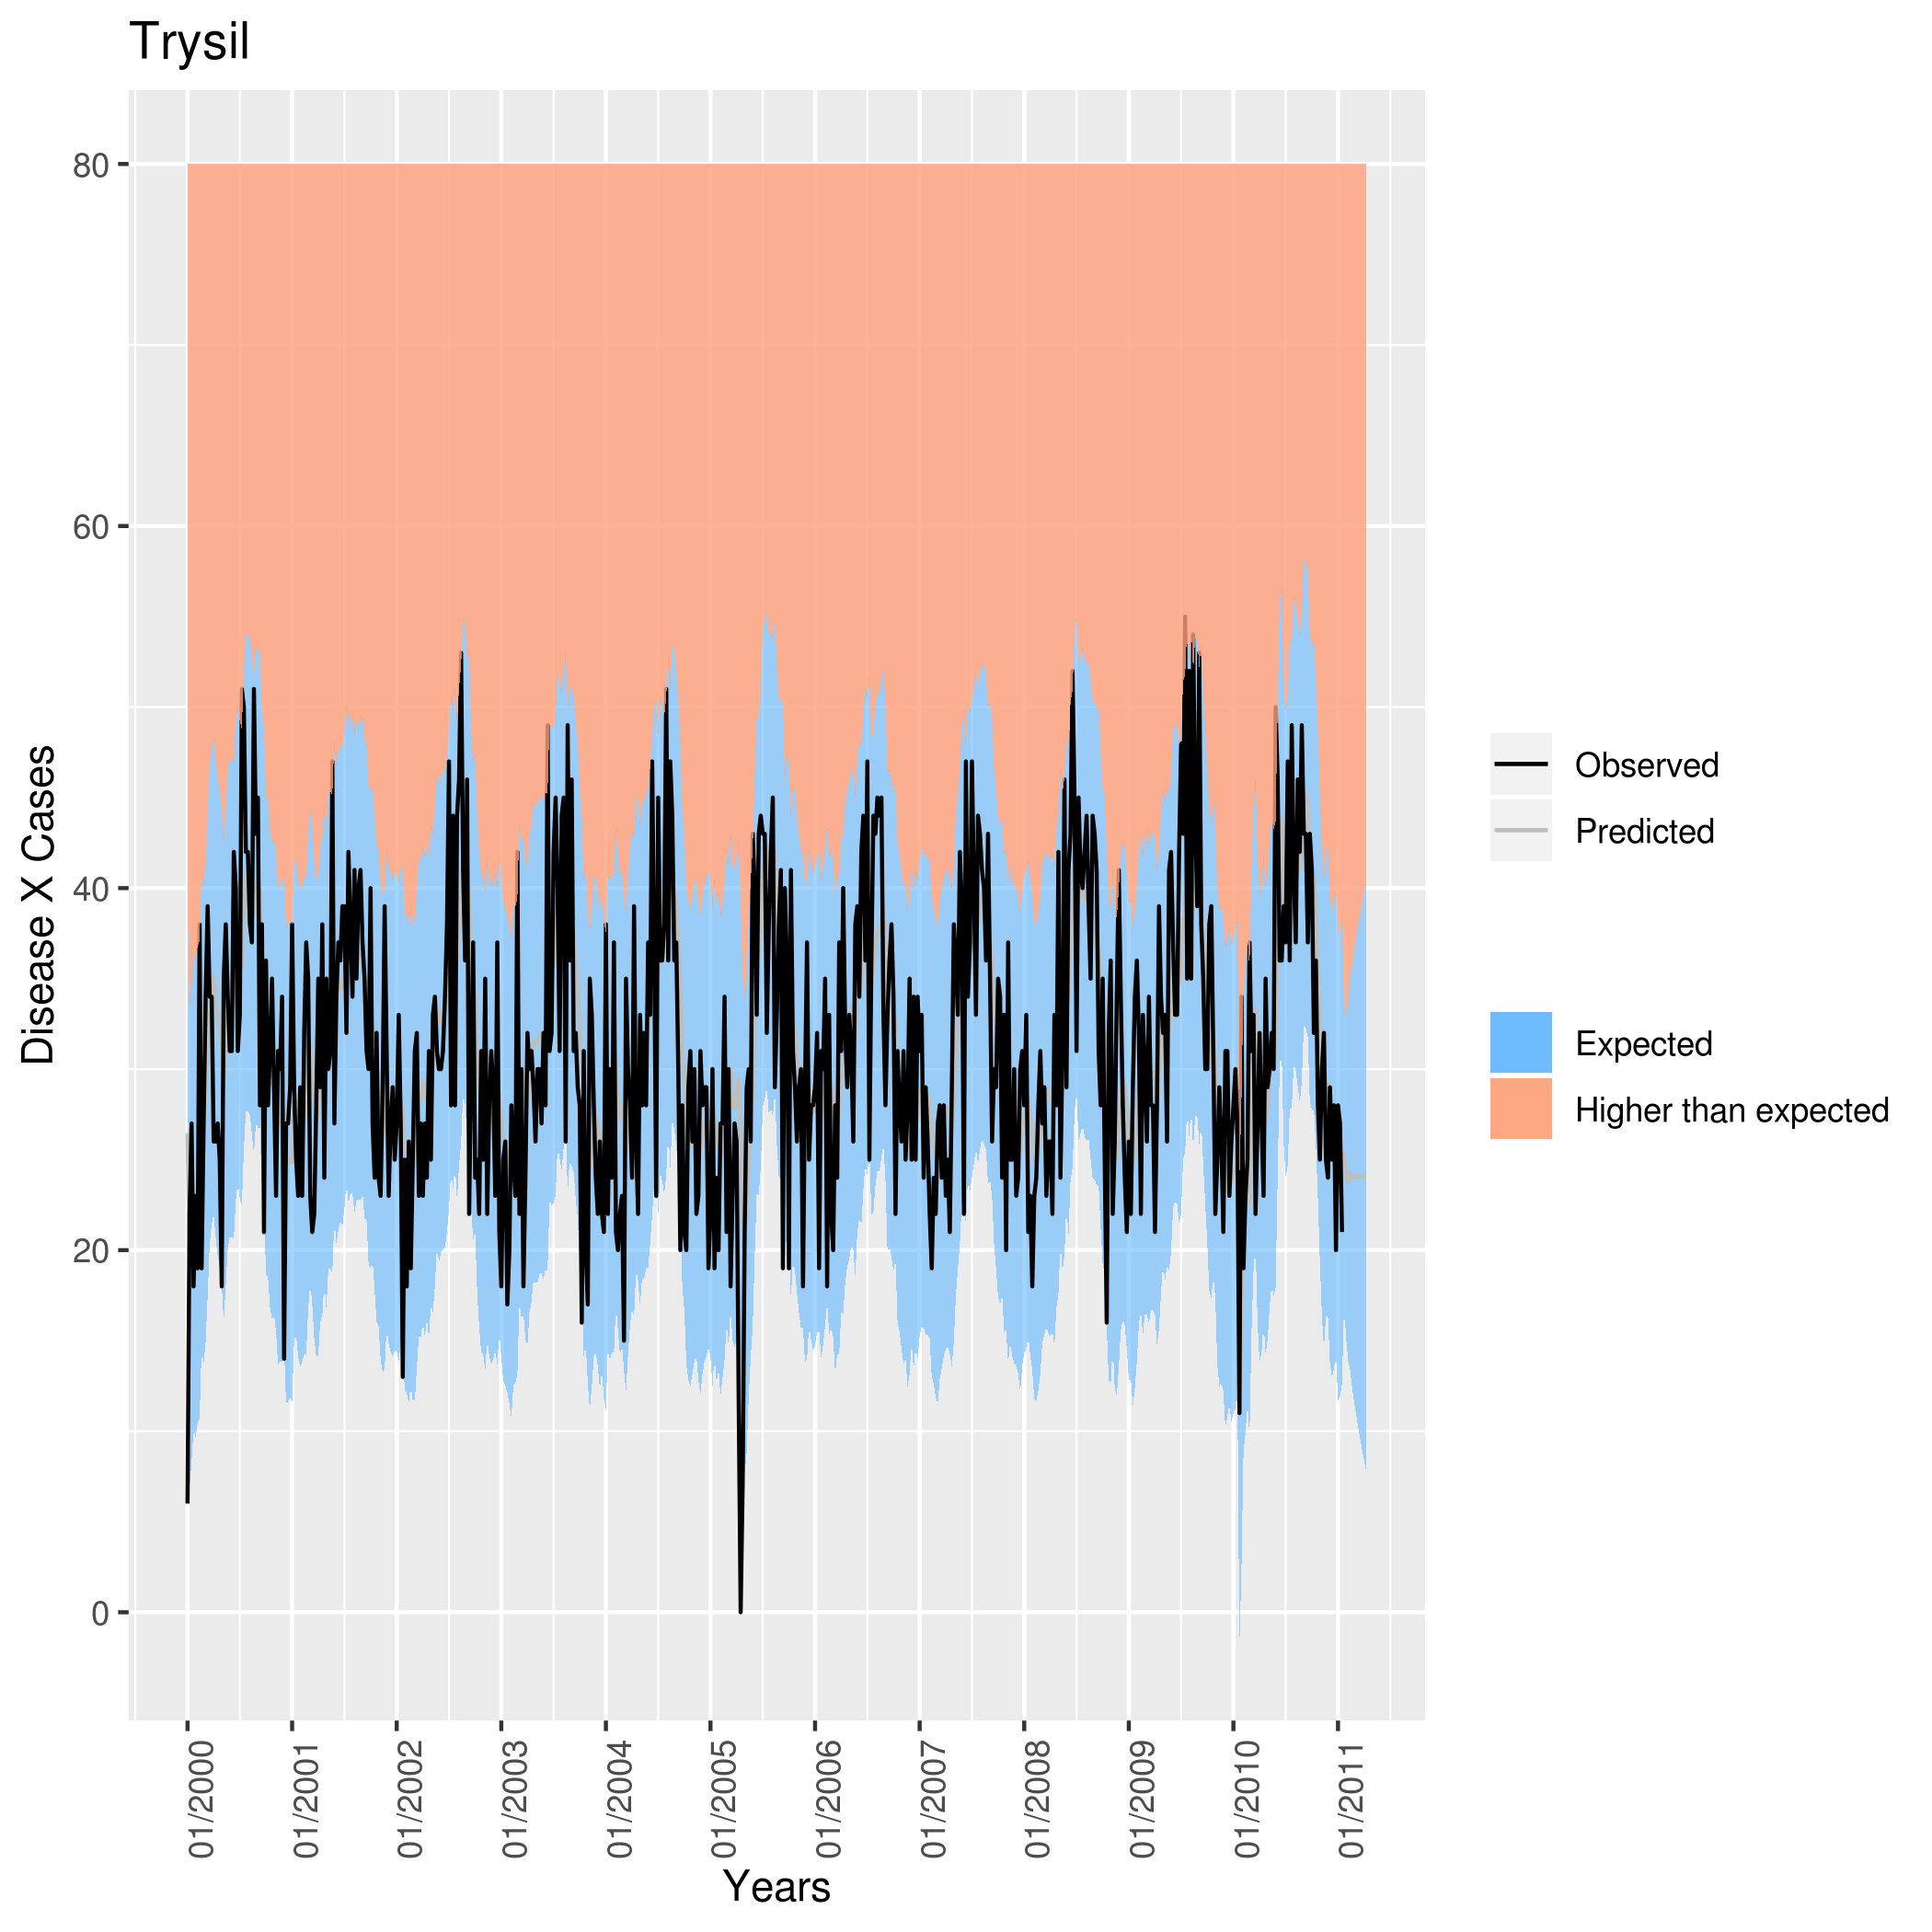 Trysil
Disease X Cases
80
60
40
20
0
01/2000
01/2001
01/2002
01/2003
01/2004
01/2005
01/2006
01/2007
01/2008
01/2009
01/2010
01/2011
Years
Observed
Predicted
Expected
Higher than expected